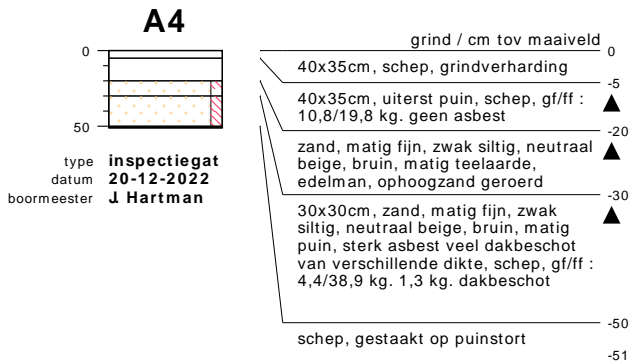 A4
grind / cm tov maaiveld
0
0
40x35cm, schep, grindverharding
-5
40x35cm, uiterst puin, schep, gf/ff :
10,8/19,8 kg. geen asbest
-20
50
zand, matig fijn, zwak siltig, neutraal
beige, bruin, matig teelaarde,
edelman, ophoogzand geroerd
-30
type inspectiegat
datum 20-12-2022
boormeester J. Hartman
30x30cm, zand, matig fijn, zwak
siltig, neutraal beige, bruin, matig
puin, sterk asbest veel dakbeschot
van verschillende dikte, schep, gf/ff :
4,4/38,9 kg. 1,3 kg. dakbeschot
-50
schep, gestaakt op puinstort
-51